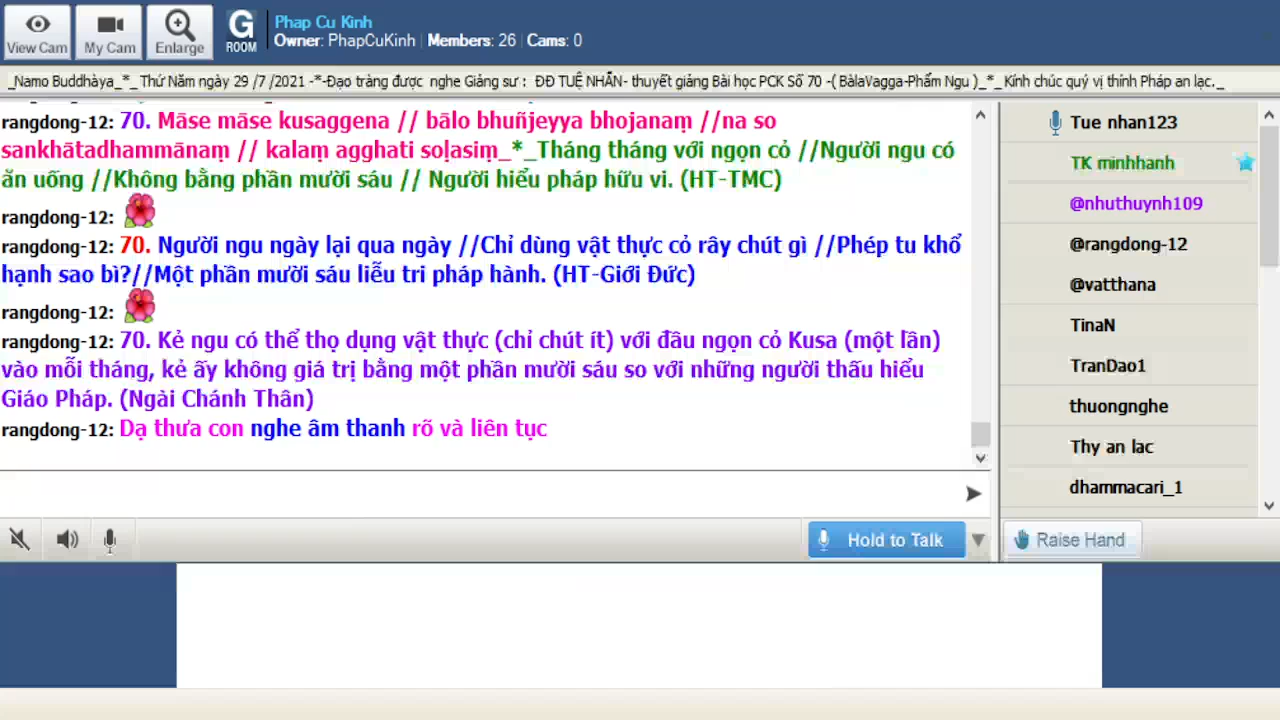 Phap Cu Kinh
Owner: PhapCuKinh | Members: 26 | Cams: 0
View Cam
My Cam
Enlarge
G
ROOM
_Namo Buddhàya_*_ Thứ Năm ngày 29 /7 /2021 -*-Đạo tràng được nghe Giảng sư : ĐĐ TUỆ NHẪN- thuyết giảng Bài học PCK Số 70 -( BàlaVagga-Phẩm Ngu )_*_ Kính chúc quý vị thính Pháp an lạc._
rangdong-12: 70. Māse māse kusaggena // bālo bhuñjeyya bhojanaṃ //na so
sankhātadhammānaṃ // kalaṃ agghati soḷasiṃ_*_Tháng tháng với ngọn cỏ //Người ngu có
ăn uống //Không bằng phần mười sáu // Người hiểu pháp hữu vi. (HT-TMC)
rangdong-12:
rangdong-12: 70. Người ngu ngày lại qua ngày //Chỉ dùng vật thực cỏ rây chút gì //Phép tu khổ
hạnh sao bì?//Một phần mười sáu liễu tri pháp hành. (HT-Giới Đức)
rangdong-12:
rangdong-12: 70. Kẻ ngu có thể thọ dụng vật thực (chỉ chút ít) với đầu ngọn cỏ Kusa (một lần)
vào mỗi tháng, kẻ ấy không giá trị bằng một phần mười sáu so với những người thấu hiểu
Giáo Pháp. (Ngài Chánh Thân)
rangdong-12: Dạ thưa con nghe âm thanh rõ và liên tục
Tue nhan123
TK minhhanh
@nhuthuynh109
@rangdong-12
@vatthana
TinaN
TranDao1
thuongnghe
Thy an lac
dhammacari_1
Hold to Talk
Raise Hand